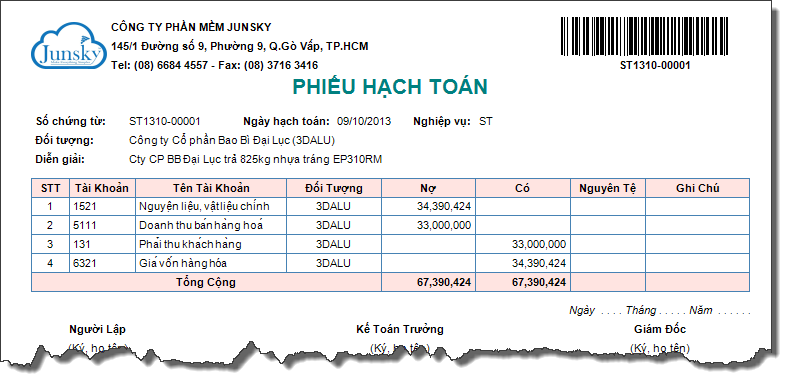 Junsky
CÔNG TY PHẦN MỀM JUNSKY
145/1 Đường số 9, Phường 9, Q.Gò Vấp, TP.HCM
Tel: (08) 6684 4557 - Fax: (08) 3716 3416
ST1310-00001
PHIẾU HẠCH TOÁN
Số chứng từ: ST1310-00001 Ngày hạch toán: 09/10/2013 Nghiệp vụ: ST
Đối tượng: Công ty Cổ phần Bao Bì Đại Lục (3DALU)
Diễn giải: Cty CP BB Đại Lục trả 825kg nhựa tráng EP310RM
STT Tài Khoản Tên Tài Khoản Đối Tượng Nợ Có Nguyên Tệ Ghi Chú
1 1521 Nguyện liệu, vật liệu chính 3DALU 34,390,424
2 5111 Doanh thu bán hàng hoá 3DALU 33,000,000
3 131 Phải thu khách hàng 3DALU 33,000,000
4 6321 Giá vốn hàng hóa 3DALU 34,390,424
Tổng Cộng 67,390,424 67,390,424
Ngày . . . . Tháng . . . . . Năm . . . . . .
Người Lập Kế Toán Trưởng Giám Đốc
(Ký, họ tên) (Ký, họ tên) (Ký, họ tên)